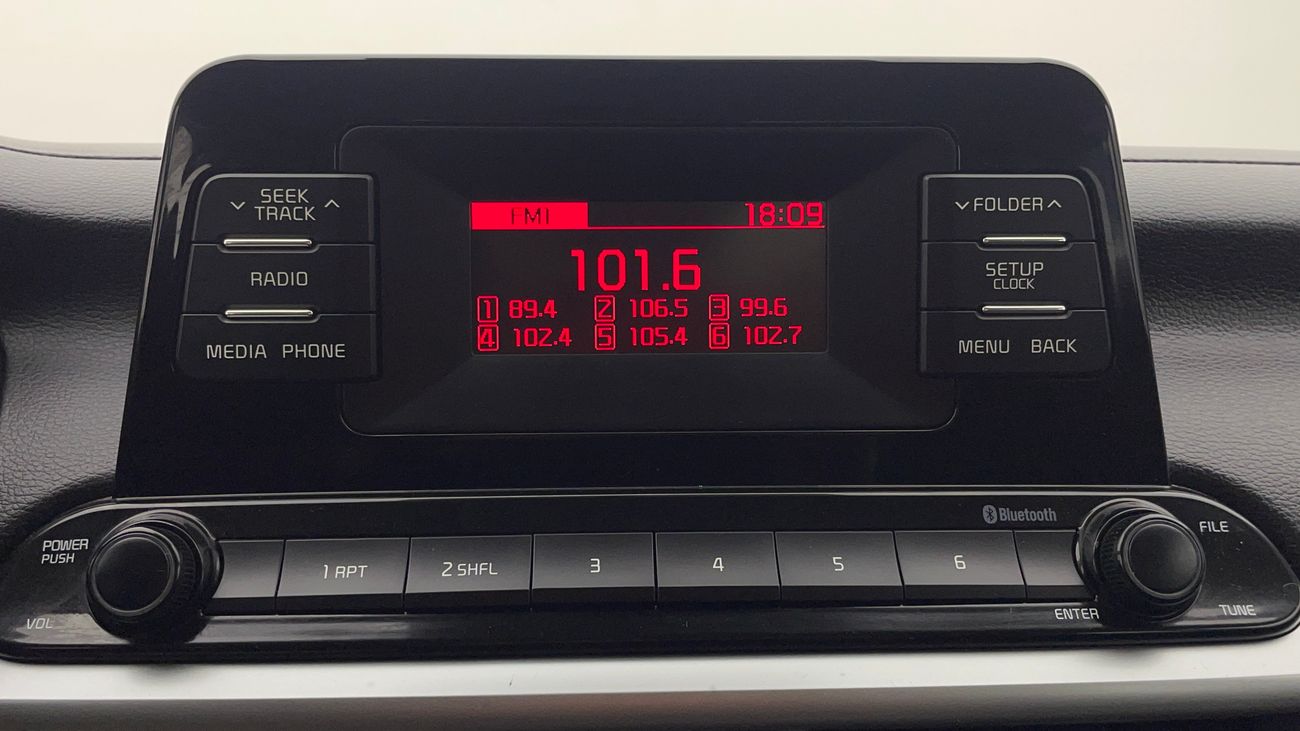 SEEK
TRACK
RADIO
MEDIA PHONE
FM1 18:09
101.6
1 89.4 2 106.5 3 99.6
4 102.4 5 105.4 6 102.7
FOLDER
SETUP
CLOCK
MENU BACK
Bluetooth
POWER
PUSH
VOL
1 RPT 2 SHFL 3 4 5 6
FILE
ENTER
TUNE